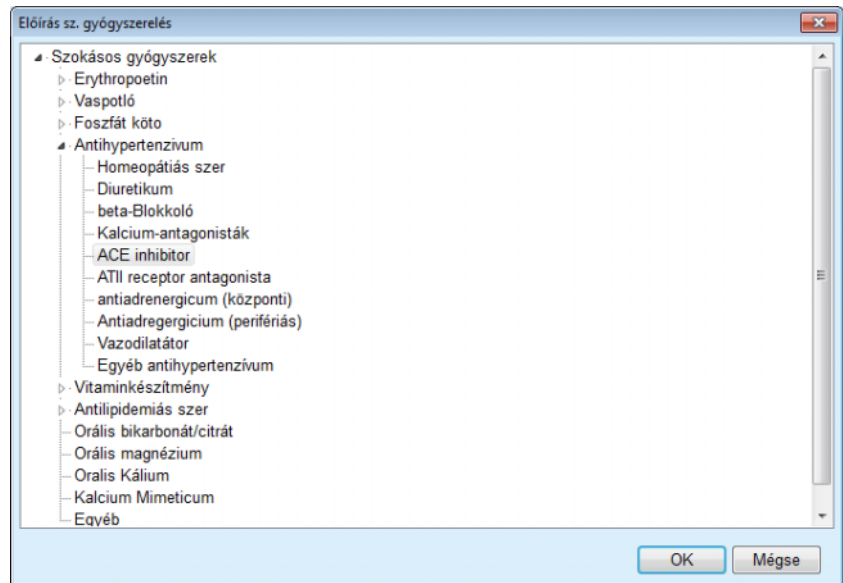 Előírás sz. gyógyszerelés
Szokásos gyógyszerek
Erythropoetin
Vaspotló
Foszfát köto
Antihypertenzivum
Homeopátiás szer
Diuretikum
beta-Blokkoló
Kalcium-antagonisták
ACE inhibitor
ATII receptor antagonista
antiadrenergicum (központi)
Antiadregergicium (perifériás)
Vazodilatátor
Egyéb antihypertenzívum
Vitaminkészítmény
Antilipidemiás szer
Orális bikarbonát/citrát
Orális magnézium
Oralis Kálium
Kalcium Mimeticum
Egyéb
OK Mégse